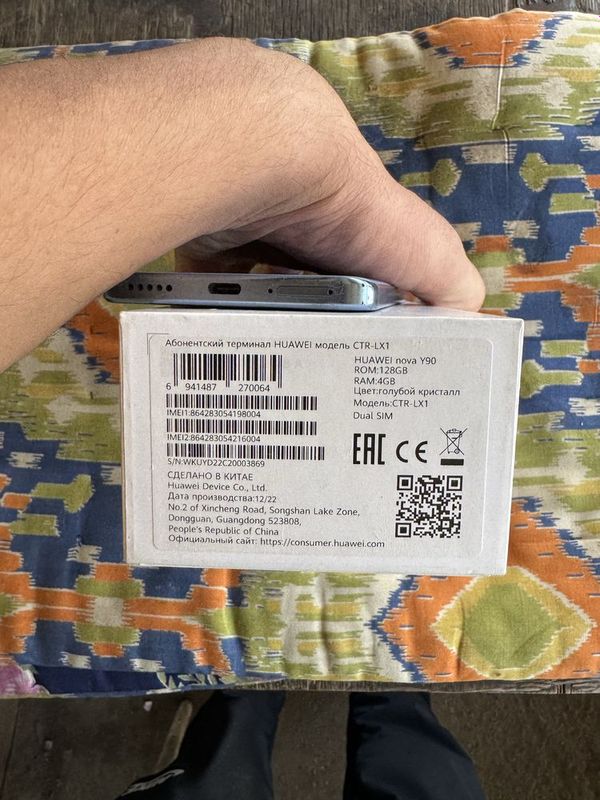 Абонентский терминал HUAWEI модель CTR-LX1
HUAWEI nova Y90
ROM:128GB
RAM:4GB
Цвет:голубой кристалл
Модель:CTR-LX1
Dual SIM
6 941487 270064
IMEI1:864283054198004
IMEI2:864283054216004
S/N:WKUYD22C20003869
EAC CE
СДЕЛАНО В КИТАЕ
Huawei Device Co., Ltd.
Дата производства:12/22
No.2 of Xincheng Road, Songshan Lake Zone,
Dongguan, Guangdong 523808,
People's Republic of China
Официальный сайт: https://consumer.huawei.com